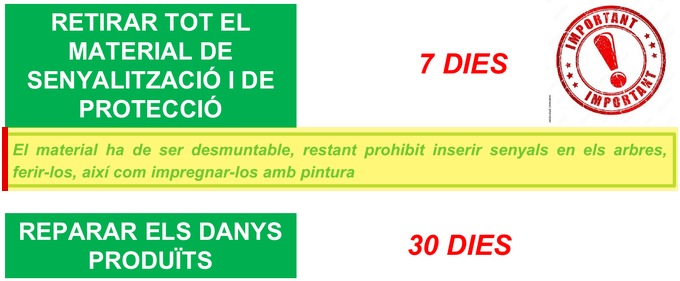 RETIRAR TOT EL
MATERIAL DE
SENYALITZACIÓ I DE
PROTECCIÓ
7 DIES
IMPORTANT
IMPORTANT
El material ha de ser desmuntable, restant prohibit inserir senyals en els arbres,
ferir-los, així com impregnar-los amb pintura
REPARAR ELS DANYS
PRODUÏTS
30 DIES